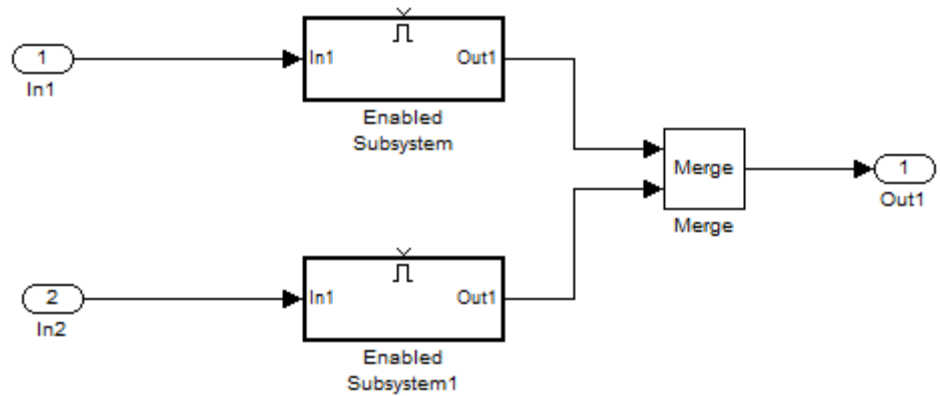 1
In1
In1
Out1
Enabled
Subsystem
Merge
Merge
1
Out1
2
In2
In1
Out1
Enabled
Subsystem1